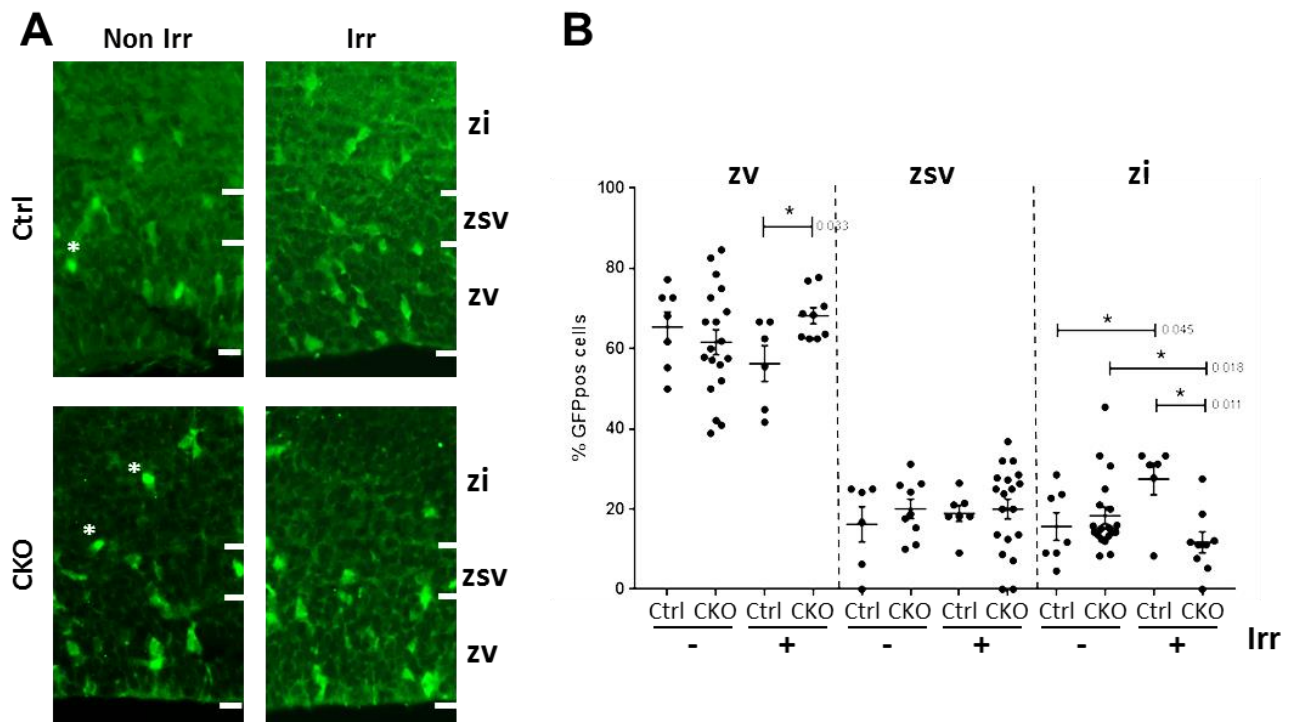 A
Non Irr
Irr
Ctrl
CKO
*
zi
zsv
zv
*
*
zi
zsv
zv
B
zv
zsv
zi
% GFPpos cells
100
80
60
40
20
0
*
0.033
*
0.045
*
0.018
*
0.011
Ctrl CKO Ctrl CKO Ctrl CKO Ctrl CKO Ctrl CKO Ctrl CKO
- + - + - + Irr